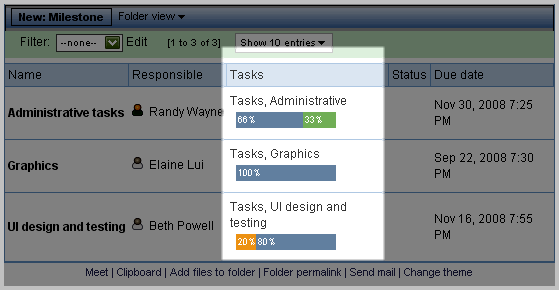 New: Milestone Folder view
Filter: --none-- Edit [1 to 3 of 3] Show 10 entries
Name Responsible Tasks Status Due date
Administrative tasks Randy Wayne Tasks, Administrative Nov 30, 2008 7:25
66% 33% PM
Graphics Elaine Lui Tasks, Graphics Sep 22, 2008 7:30
100% PM
UI design and testing Beth Powell Tasks, UI design and Nov 16, 2008 7:55
testing PM
20% 80%
Meet | Clipboard | Add files to folder | Folder permalink | Send mail | Change theme